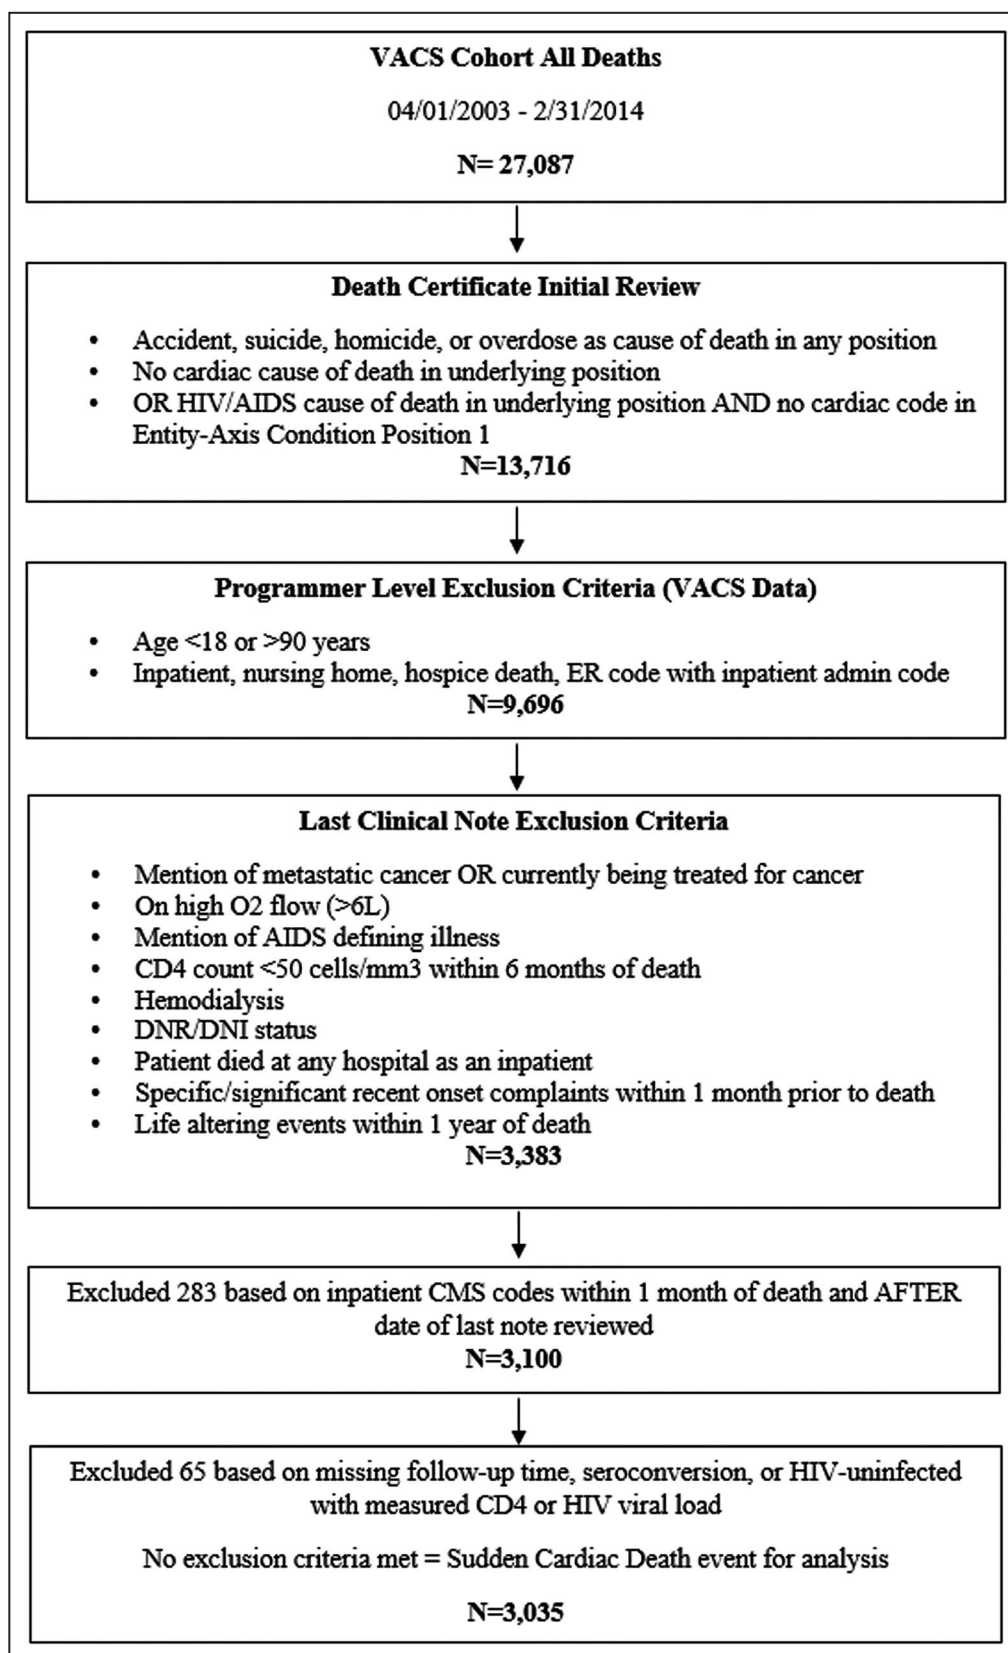 VACS Cohort All Deaths
04/01/2003 - 2/31/2014
N= 27,087
Death Certificate Initial Review
• Accident, suicide, homicide, or overdose as cause of death in any position
• No cardiac cause of death in underlying position
• OR HIV/AIDS cause of death in underlying position AND no cardiac code in
Entity-Axis Condition Position 1
N=13,716
Programmer Level Exclusion Criteria (VACS Data)
• Age <18 or >90 years
• Inpatient, nursing home, hospice death, ER code with inpatient admin code
N=9,696
Last Clinical Note Exclusion Criteria
• Mention of metastatic cancer OR currently being treated for cancer
• On high O2 flow (>6L)
• Mention of AIDS defining illness
• CD4 count <50 cells/mm3 within 6 months of death
• Hemodialysis
• DNR/DNI status
• Patient died at any hospital as an inpatient
• Specific/significant recent onset complaints within 1 month prior to death
• Life altering events within 1 year of death
N=3,383
Excluded 283 based on inpatient CMS codes within 1 month of death and AFTER
date of last note reviewed
N=3,100
Excluded 65 based on missing follow-up time, seroconversion, or HIV-uninfected
with measured CD4 or HIV viral load
No exclusion criteria met = Sudden Cardiac Death event for analysis
N=3,035